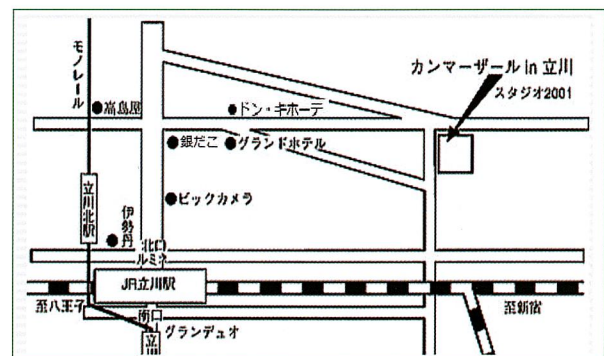 モノレール
カンマーザール in 立川
スタジオ2001
高島屋
ドン・キホーテ
銀だこ
グランドホテル
立川北駅
ビックカメラ
伊勢丹
北口
ルミネ
JR立川駅
至八王子
至新宿
南口
グランデュオ
立川